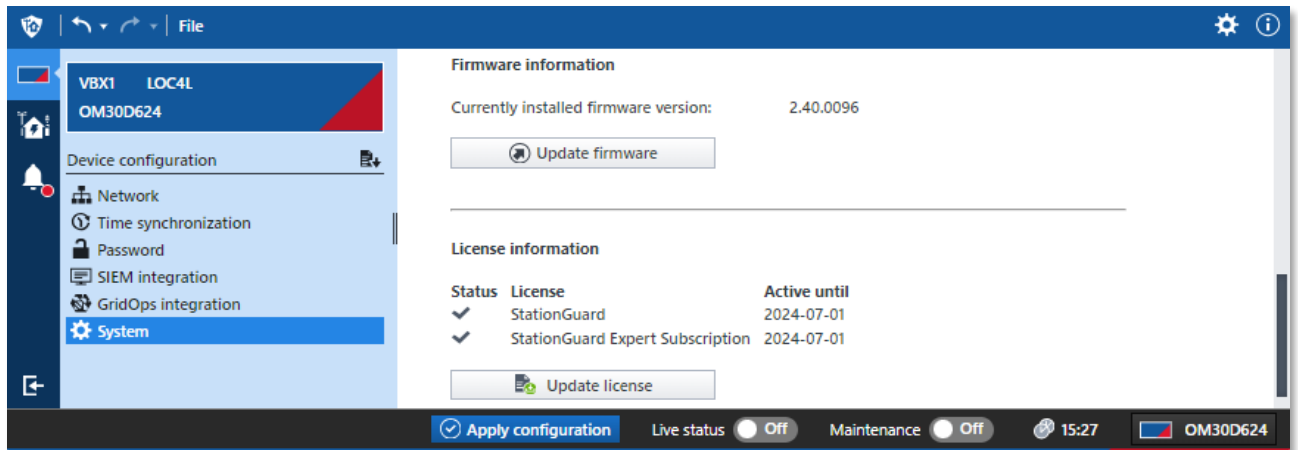 File
VBX1 LOC4L
OM30D624
Device configuration
Network
Time synchronization
Password
SIEM integration
GridOps integration
System
Firmware information
Currently installed firmware version: 2.40.0096
Update firmware
License information
Status License Active until
StationGuard 2024-07-01
StationGuard Expert Subscription 2024-07-01
Update license
Apply configuration Live status Off Maintenance Off 15:27 OM30D624